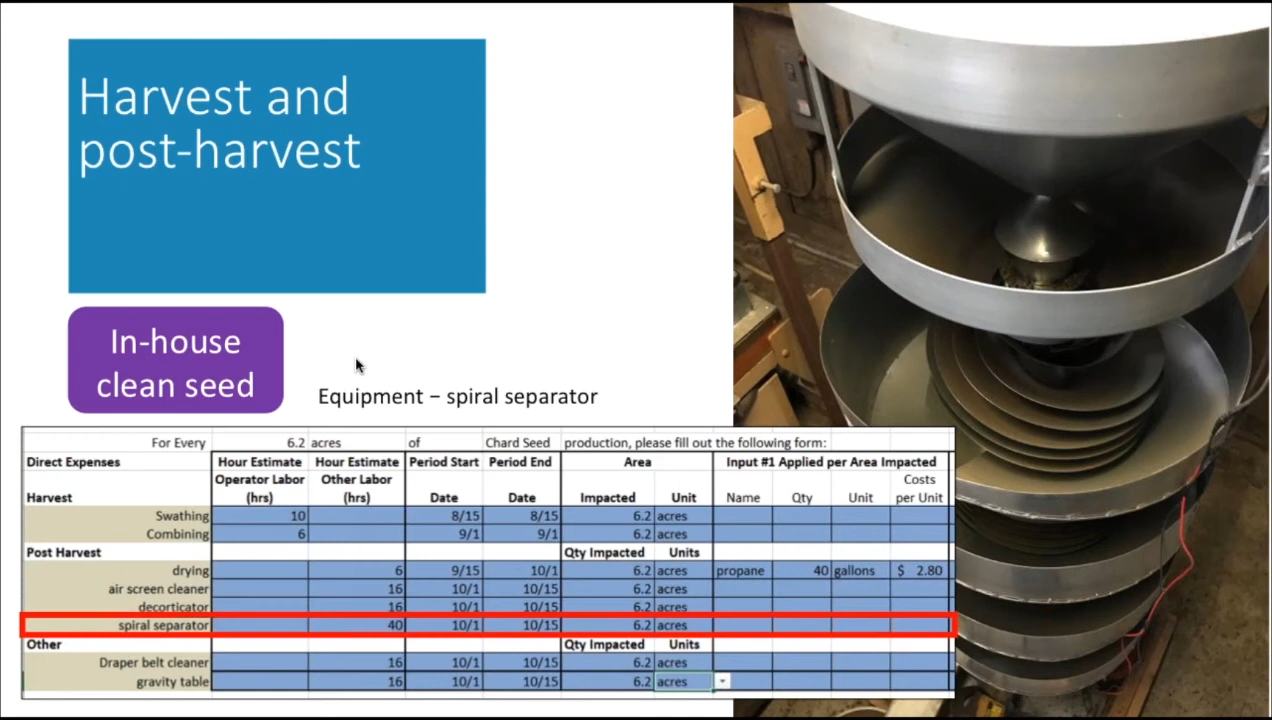 Harvest and
post-harvest
In-house
clean seed
Equipment – spiral separator
For Every 6.2 acres of Chard Seed production, please fill out the following form:
Direct Expenses Hour Estimate Hour Estimate Period Start Period End Area Input #1 Applied per Area Impacted
Operator Labor Other Labor Costs
Harvest (hrs) (hrs) Date Date Impacted Unit Name Qty Unit per Unit
Swathing 10 8/15 8/15 6.2 acres
Combining 6 9/1 9/1 6.2 acres
Post Harvest Qty Impacted Units
drying 6 9/15 10/1 6.2 acres propane 40 gallons $ 2.80
air screen cleaner 16 10/1 10/15 6.2 acres
decorticator 16 10/1 10/15 6.2 acres
spiral separator 40 10/1 10/15 6.2 acres
Other Qty Impacted Units
Draper belt cleaner 16 10/1 10/15 6.2 acres
gravity table 16 10/1 10/15 6.2 acres